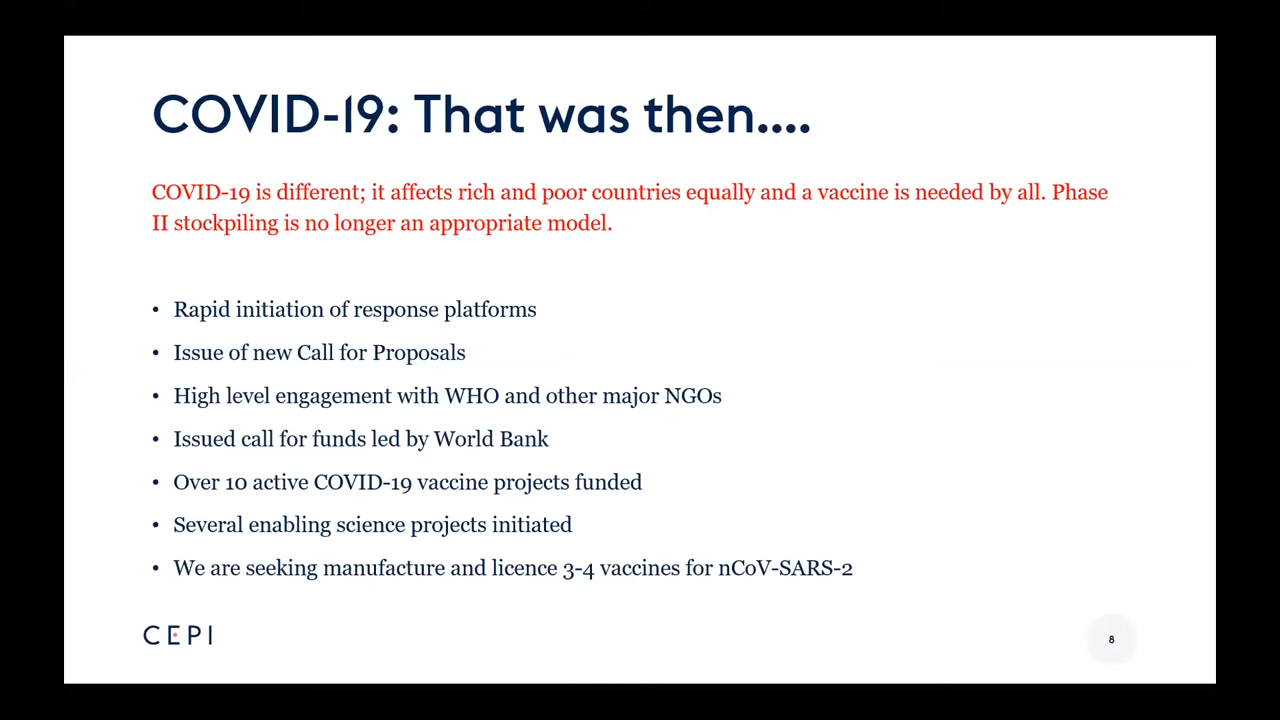 COVID-19: That was then....
COVID-19 is different; it affects rich and poor countries equally and a vaccine is needed by all. Phase
II stockpiling is no longer an appropriate model.
• Rapid initiation of response platforms
• Issue of new Call for Proposals
• High level engagement with WHO and other major NGOs
• Issued call for funds led by World Bank
• Over 10 active COVID-19 vaccine projects funded
• Several enabling science projects initiated
• We are seeking manufacture and licence 3-4 vaccines for nCoV-SARS-2
CEPI
8